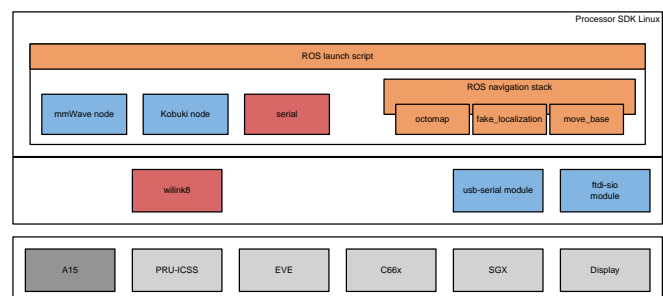 Processor SDK Linux
ROS launch script
ROS navigation stack
mmWave node
Kobuki node
serial
octomap
fake_localization
move_base
wilink8
usb-serial module
ftdi-sio
module
A15
PRU-ICSS
EVE
C66x
SGX
Display